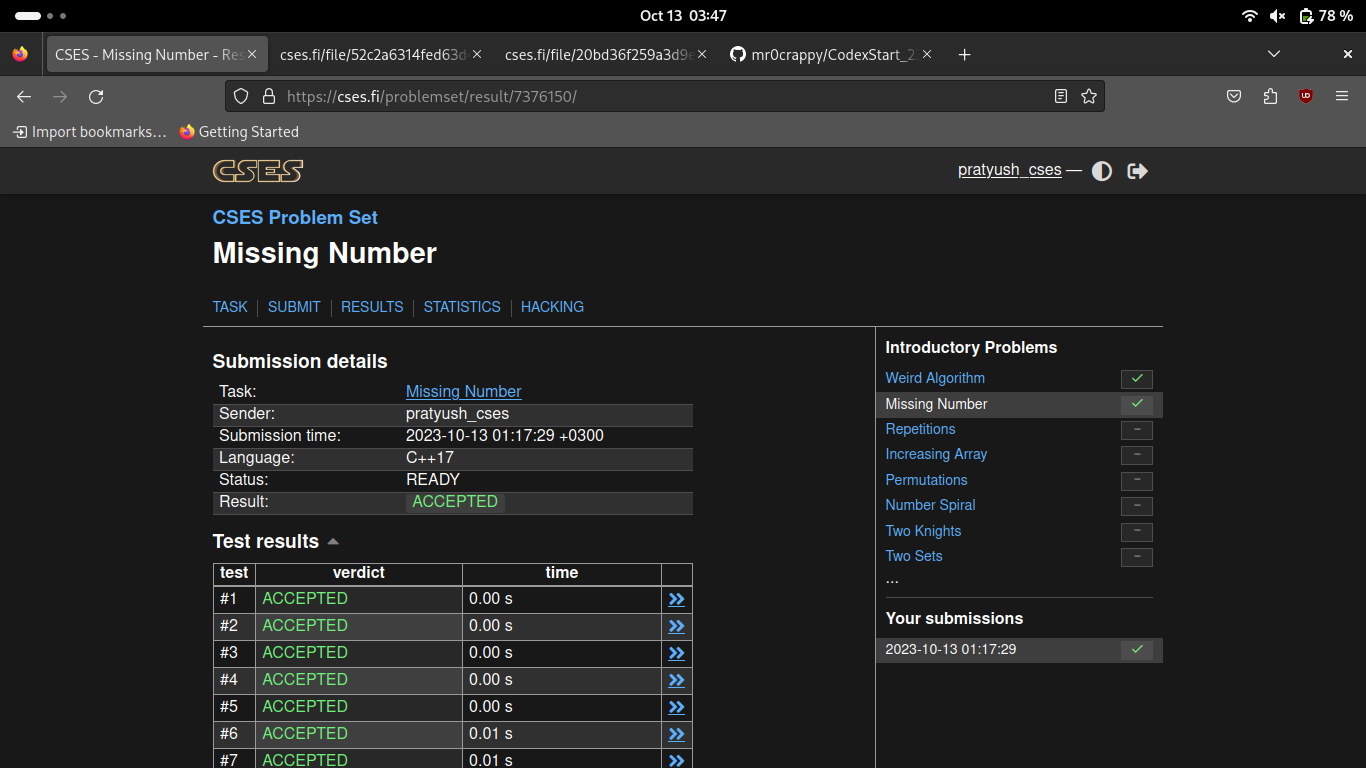 Oct 13 03:47
78 %
CSES - Missing Number - Res
cses.fi/file/52c2a6314fed63d
cses.fi/file/20bd36f259a3d9e
mr0crappy/CodexStart_2
https://cses.fi/problemset/result/7376150/
Import bookmarks... Getting Started
CSES
pratyush_cses —
CSES Problem Set
Missing Number
TASK | SUBMIT | RESULTS | STATISTICS | HACKING
Submission details
Task: Missing Number
Sender: pratyush_cses
Submission time: 2023-10-13 01:17:29 +0300
Language: C++17
Status: READY
Result: ACCEPTED
Test results
test verdict time
#1 ACCEPTED 0.00 s »
#2 ACCEPTED 0.00 s »
#3 ACCEPTED 0.00 s »
#4 ACCEPTED 0.00 s »
#5 ACCEPTED 0.00 s »
#6 ACCEPTED 0.01 s »
#7 ACCEPTED 0.01 s »
Introductory Problems
Weird Algorithm
Missing Number
Repetitions –
Increasing Array –
Permutations –
Number Spiral –
Two Knights –
Two Sets –
...
Your submissions
2023-10-13 01:17:29